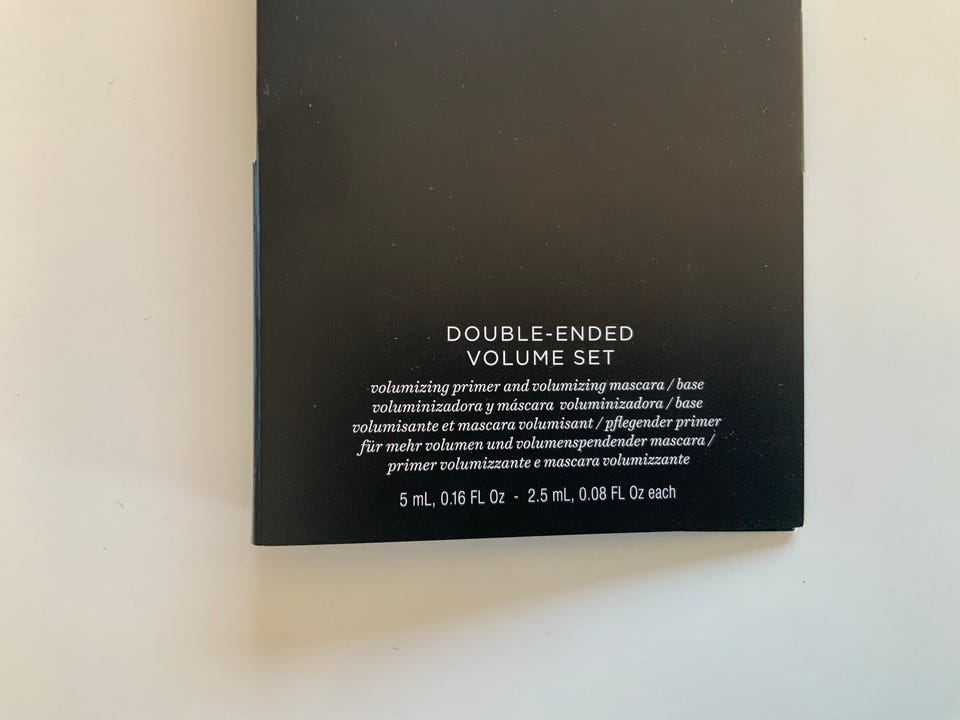 DOUBLE-ENDED
VOLUME SET
volumizing primer and volumizing mascara / base
voluminizadora y máscara voluminizadora / base
volumisante et mascara volumisant / pflegender primer
für mehr volumen und volumenspendender mascara /
primer volumizzante e mascara volumizzante
5 mL, 0.16 FL Oz - 2.5 mL, 0.08 FL Oz each